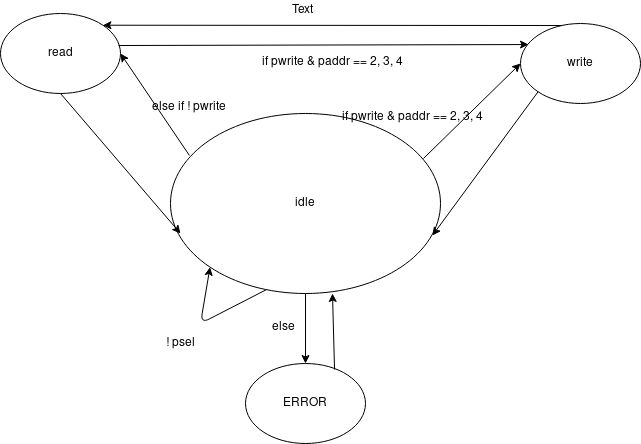 Text
read
write
if pwrite & paddr == 2, 3, 4
else if ! pwrite
if pwrite & paddr == 2, 3, 4
idle
else
! psel
ERROR